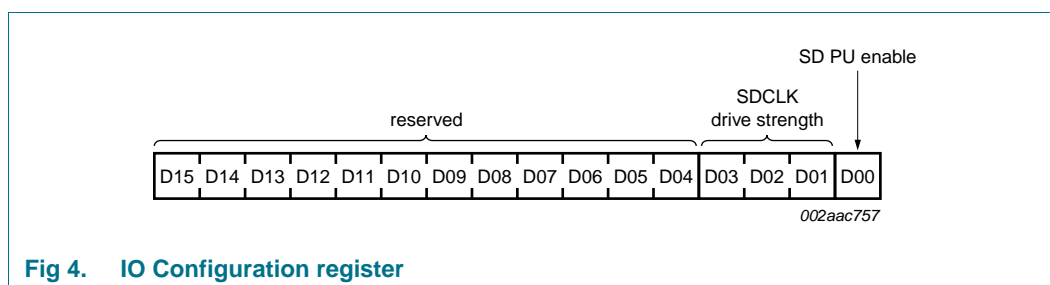 SD PU enable
SDCLK
drive strength
reserved
D15 D14 D13 D12 D11 D10 D09 D08 D07 D06 D05 D04 D03 D02 D01 D00
002aac757
Fig 4. IO Configuration register